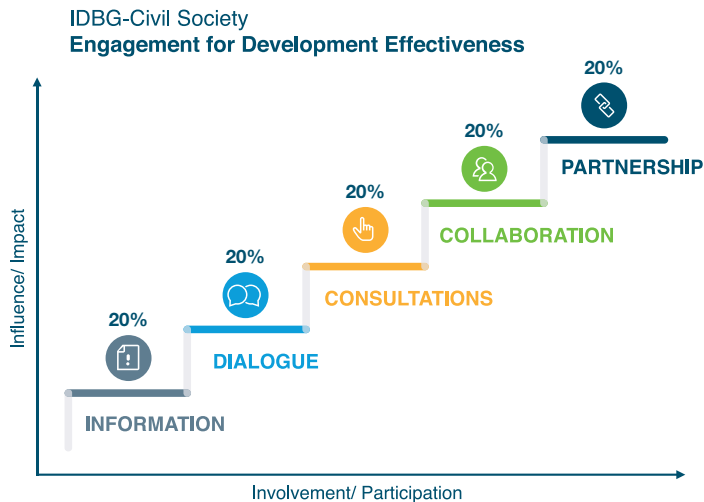 IDBG-Civil Society
Engagement for Development Effectiveness
20%
PARTNERSHIP
20%
COLLABORATION
20%
CONSULTATIONS
20%
DIALOGUE
20%
INFORMATION
Influence/ Impact
Involvement/ Participation